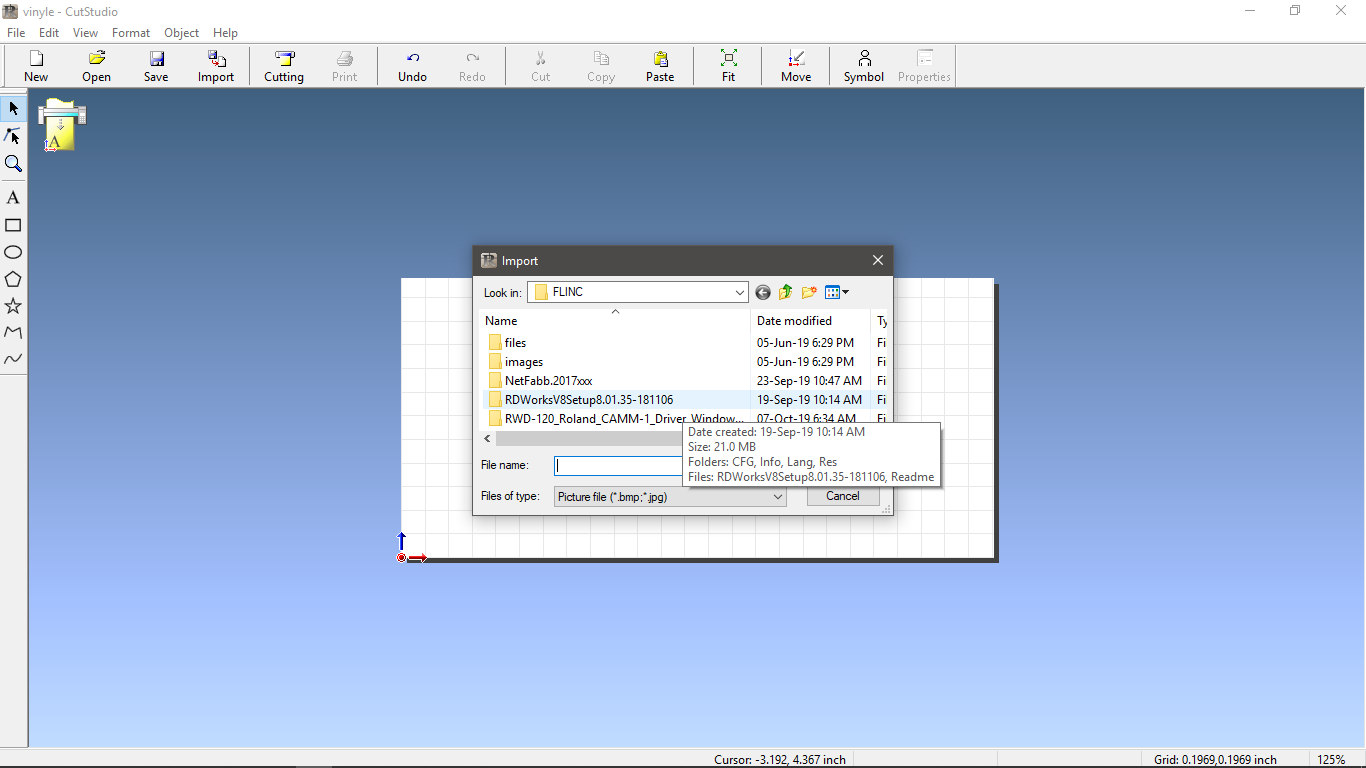 vinyle - CutStudio
File Edit View Format Object Help
New Open Save Import Cutting Print Undo Redo Cut Copy Paste Fit Move Symbol Properties
A
A
Import
Look in: FLINC
Name Date modified Ty
files 05-Jun-19 6:29 PM Fi
images 05-Jun-19 6:29 PM Fi
NetFabb.2017xxx 23-Sep-19 10:47 AM Fi
RDWorksV8Setup8.01.35-181106 19-Sep-19 10:14 AM Fi
RWD-120_Roland_CAMM-1_Driver_Window... 07-Oct-19 6:34 AM Fi
Date created: 19-Sep-19 10:14 AM
Size: 21.0 MB
Folders: CFG, Info, Lang, Res
Files: RDWorksV8Setup8.01.35-181106, Readme
File name:
Files of type: Picture file (*.bmp;*.jpg) Cancel
Cursor: -3.192, 4.367 inch Grid: 0.1969,0.1969 inch 125%